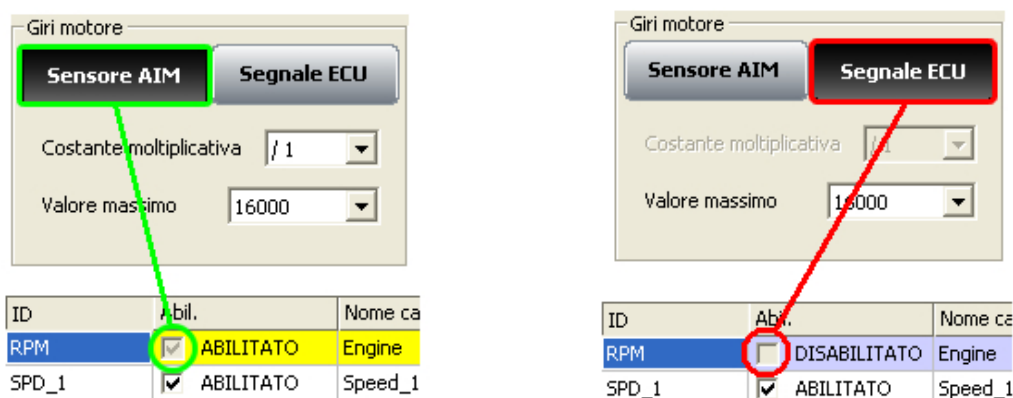 Giri motore
Sensore AIM Segnale ECU
Costante moltiplicativa / 1
Valore massimo 16000
ID Abil. Nome ca
RPM ABILITATO Engine
SPD_1 ABILITATO Speed_1
Giri motore
Sensore AIM Segnale ECU
Costante moltiplicativa / 1
Valore massimo 16000
ID Abil. Nome ca
RPM DISABILITATO Engine
SPD_1 ABILITATO Speed_1